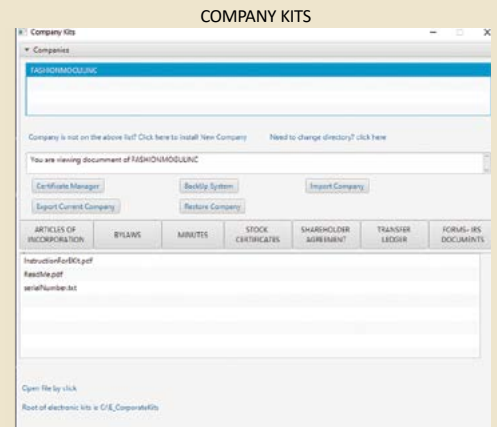 COMPANY KITS
Company Kits
Companies
FASHIONMOGULINC
Company is not on the above list? Click here to Install New Company Need to change directory? click here
You are viewing documment of FASHIONMOGULINC
Certificate Manager BackUp System Import Company
Export Current Company Restore Company
ARTICLES OF INCORPORATION BYLAWS MINUTES STOCK CERTIFICATES SHAREHOLDER AGREEMENT TRANSFER LEDGER FORMS- IRS DOCUMENTS
InstructionForEKit.pdf
ReadMe.pdf
serialNumber.txt
Open file by click
Root of electronic kits is C:\E_CorporateKits